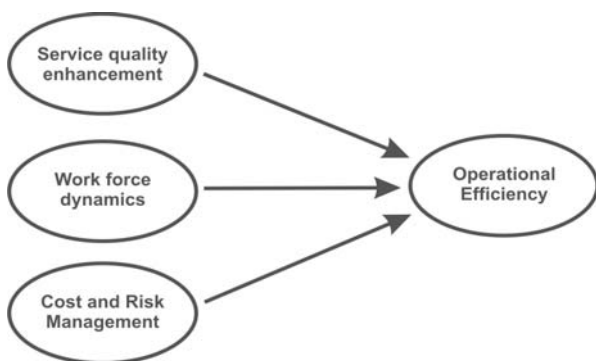 Service quality
enhancement
Work force
dynamics
Operational
Efficiency
Cost and Risk
Management